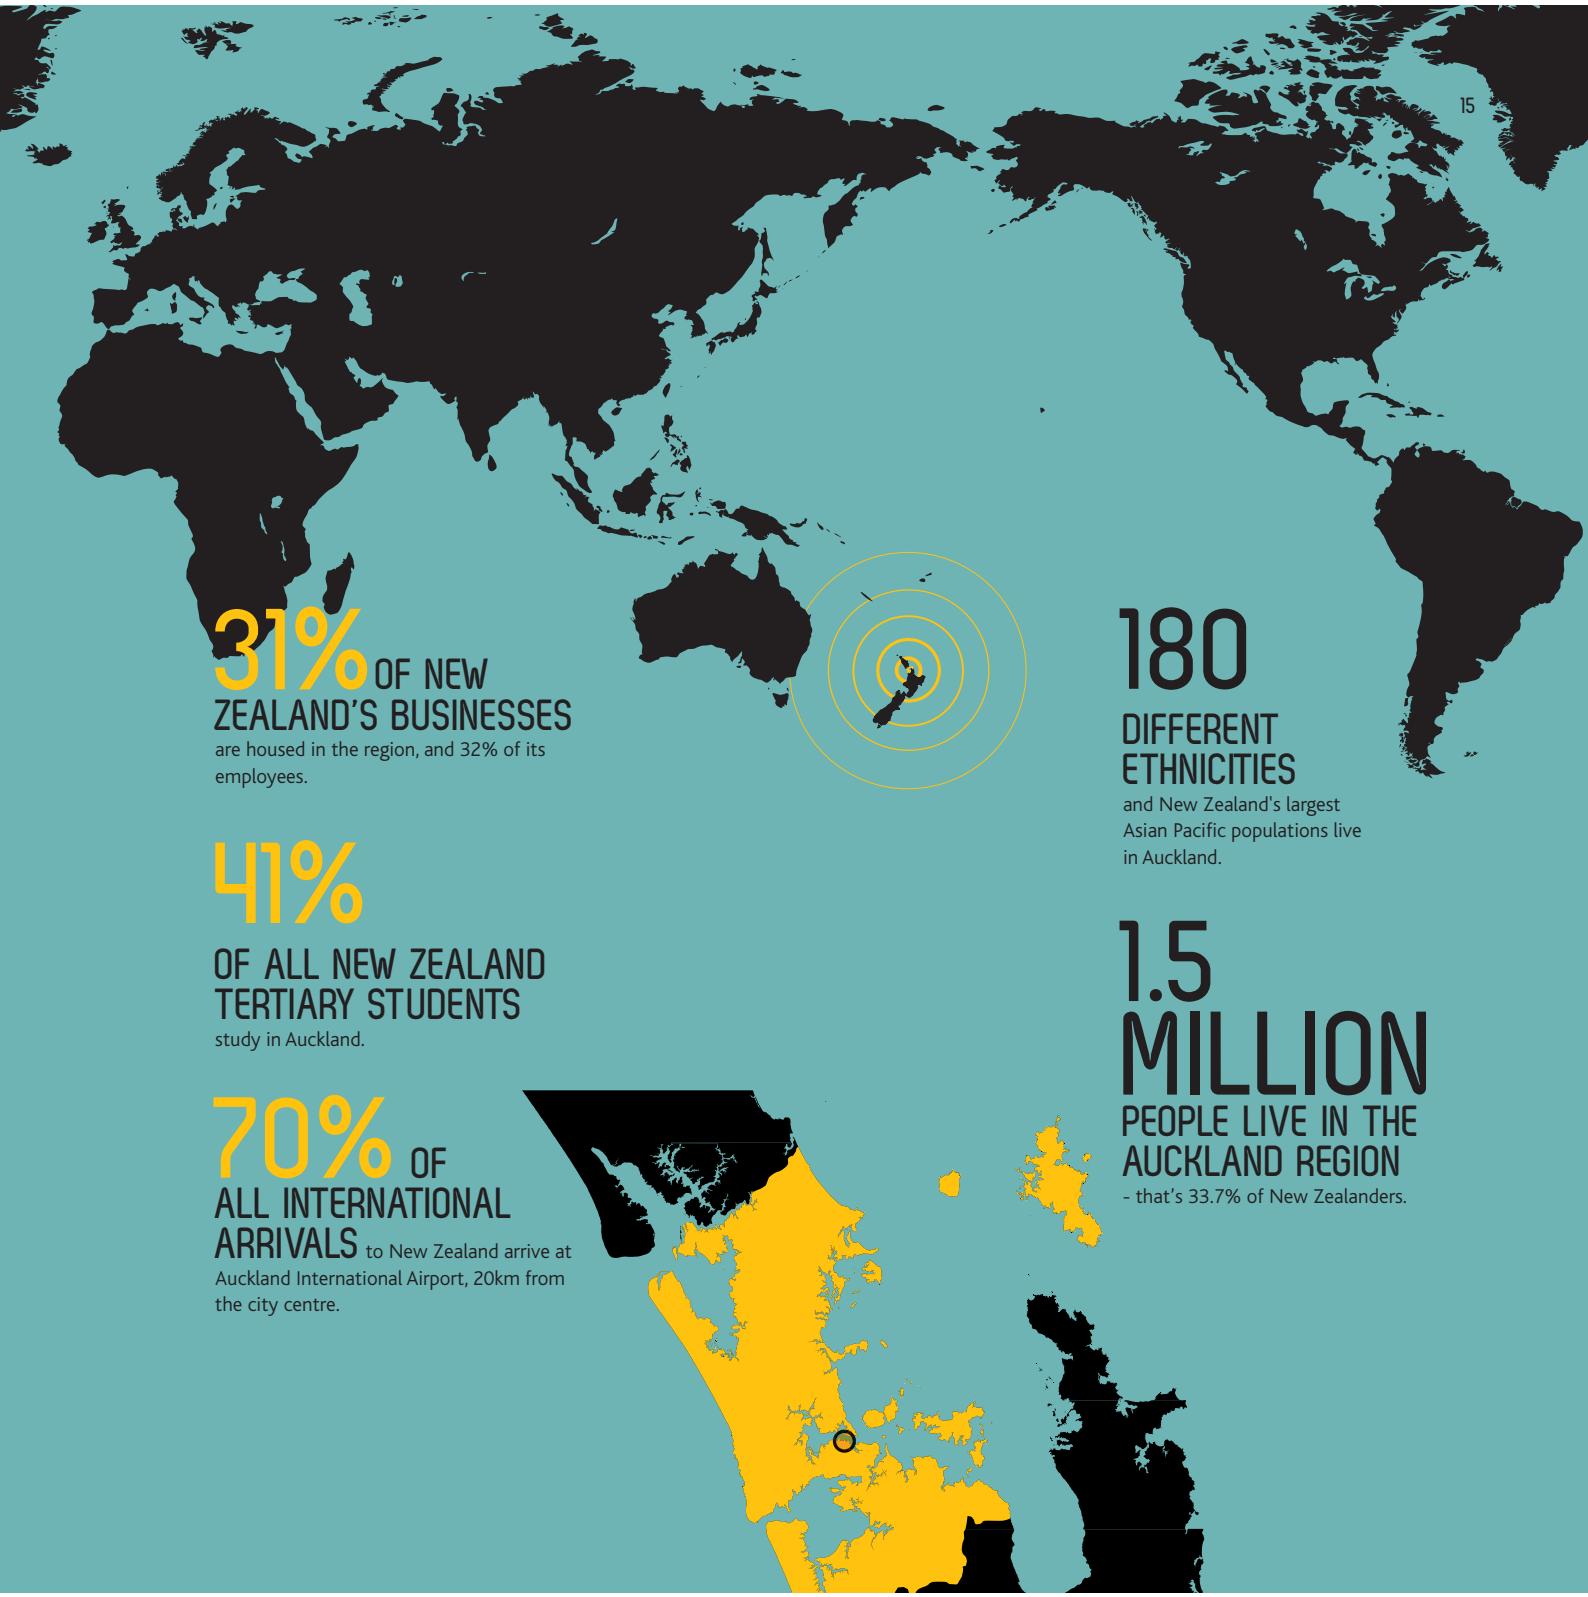 15
31% OF NEW
ZEALAND'S BUSINESSES
are housed in the region, and 32% of its
employees.
41%
OF ALL NEW ZEALAND
TERTIARY STUDENTS
study in Auckland.
70% OF
ALL INTERNATIONAL
ARRIVALS to New Zealand arrive at
Auckland International Airport, 20km from
the city centre.
180
DIFFERENT
ETHNICITIES
and New Zealand's largest
Asian Pacific populations live
in Auckland.
1.5
MILLION
PEOPLE LIVE IN THE
AUCKLAND REGION
- that's 33.7% of New Zealanders.